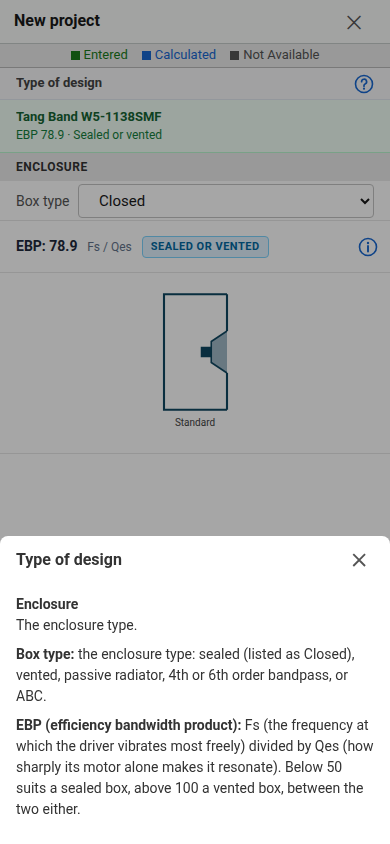 New project
Entered Calculated Not Available
Type of design
Tang Band W5-1138SMF
EBP 78.9 · Sealed or vented
ENCLOSURE
Box type Closed
EBP: 78.9 Fs / Qes SEALED OR VENTED
Standard
Type of design
Enclosure
The enclosure type.
Box type: the enclosure type: sealed (listed as Closed),
vented, passive radiator, 4th or 6th order bandpass, or
ABC.
EBP (efficiency bandwidth product): Fs (the frequency at
which the driver vibrates most freely) divided by Qes (how
sharply its motor alone makes it resonate). Below 50
suits a sealed box, above 100 a vented box, between the
two either.